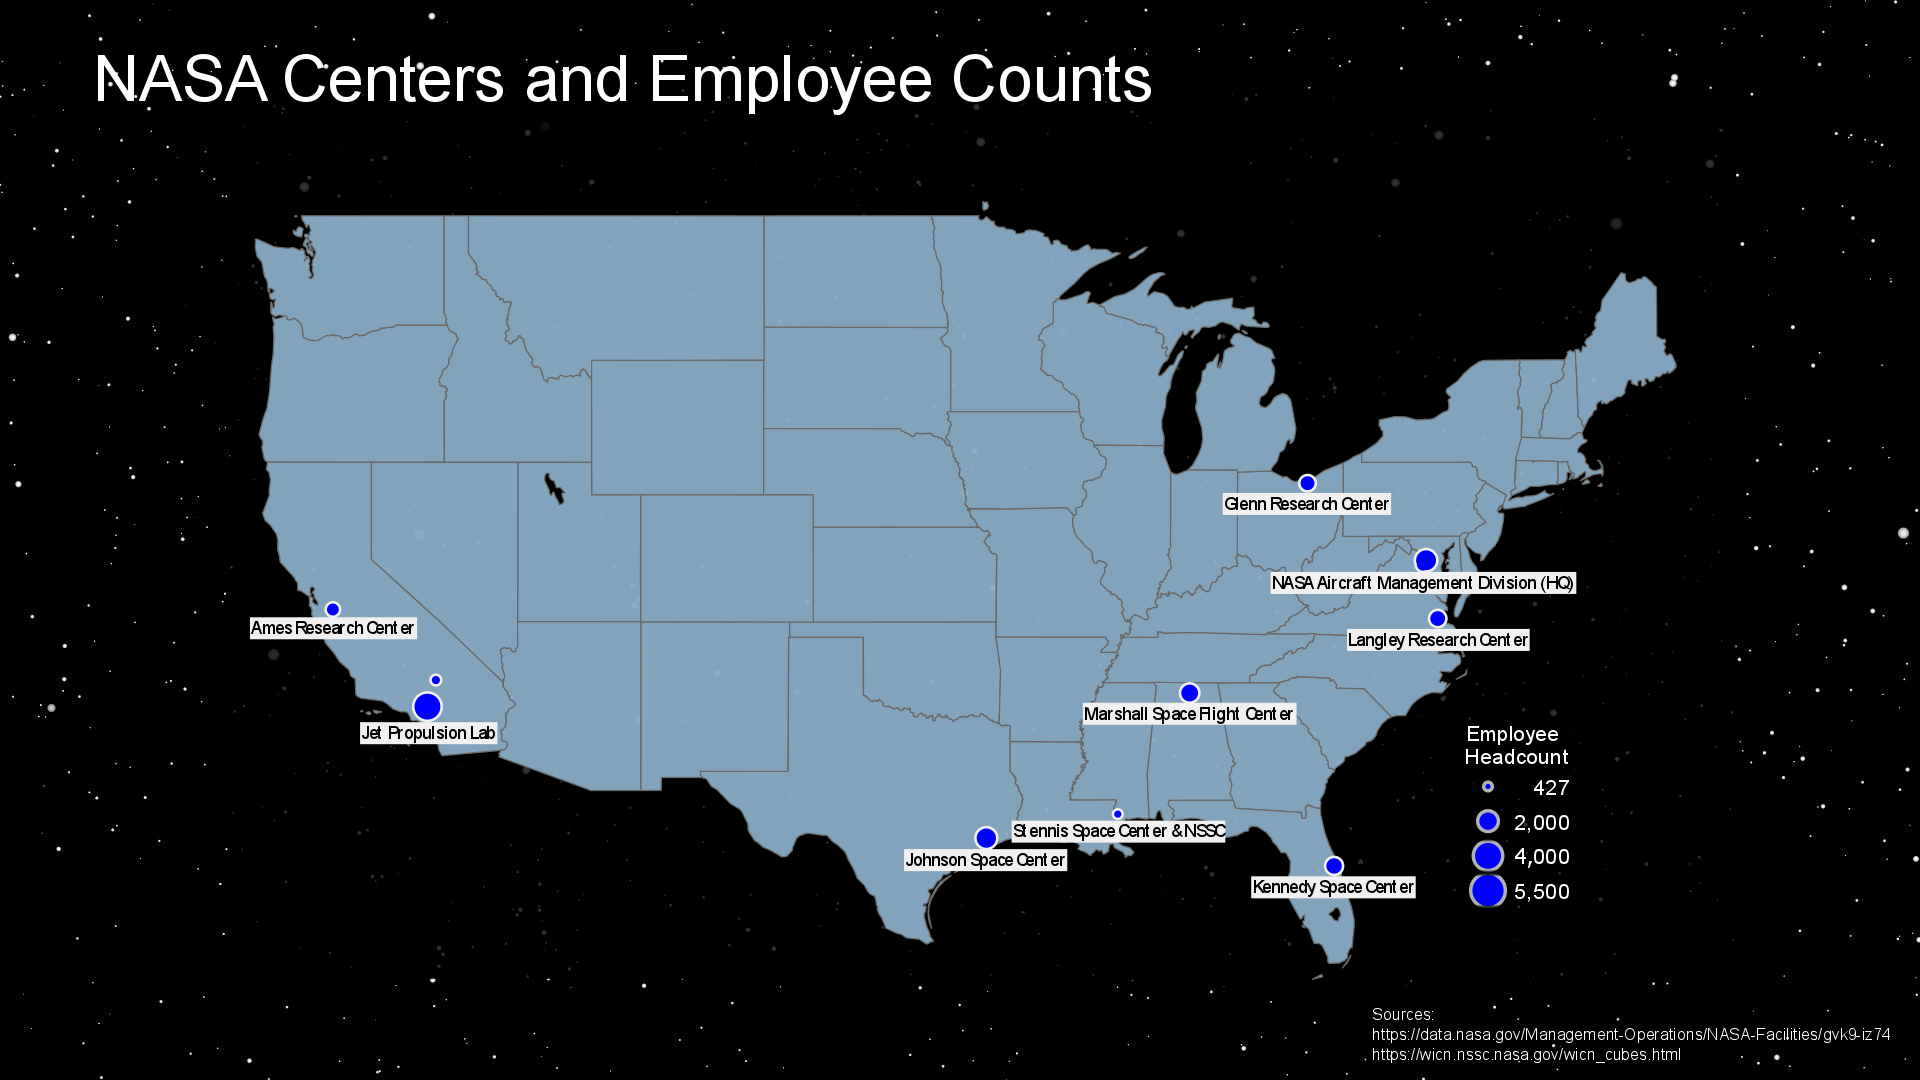 NASA Centers and Employee Counts
Glenn Research Center
NASA Aircraft Management Division (HQ)
Ames Research Center
Langley Research Center
Marshall Space Flight Center
Jet Propulsion Lab
Employee
Headcount
427
2,000
4,000
5,500
Stennis Space Center & NSSC
Johnson Space Center
Kennedy Space Center
Sources:
https://data.nasa.gov/Management-Operations/NASA-Facilities/gvk9-iz74
https://wicn.nssc.nasa.gov/wicn_cubes.html